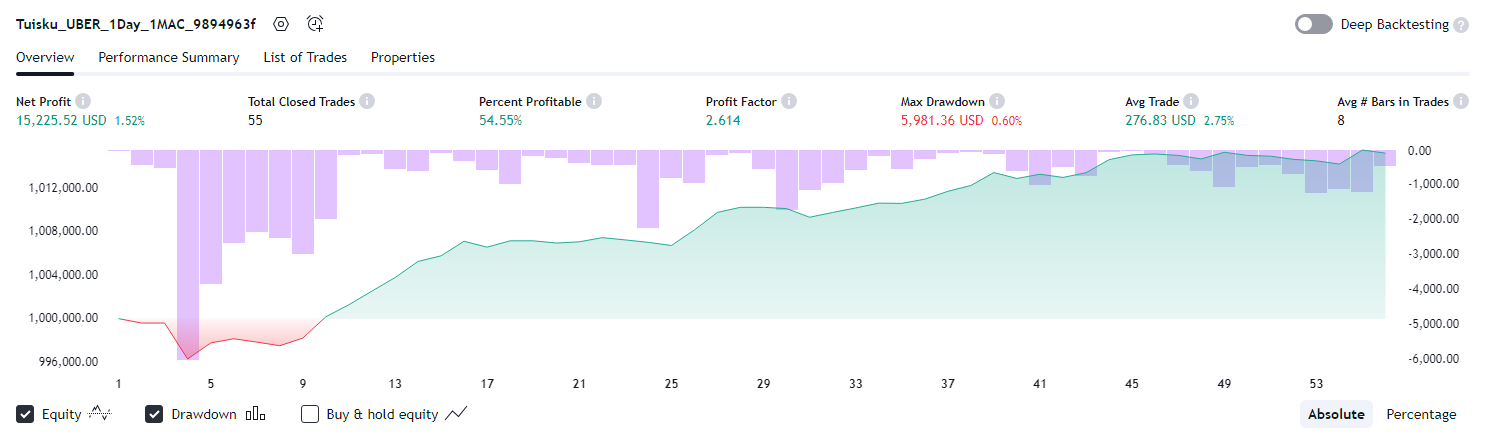 Tuisku_UBER_1Day_1MAC_9894963f
Deep Backtesting ?
Overview Performance Summary List of Trades Properties
Net Profit i Total Closed Trades i Percent Profitable i Profit Factor i Max Drawdown i Avg Trade i Avg # Bars in Trades i
15,225.52 USD 1.52% 55 54.55% 2.614 5,981.36 USD 0.60% 276.83 USD 2.75% 8
0.00
1,012,000.00 -1,000.00
1,008,000.00 -2,000.00
-3,000.00
1,004,000.00 -4,000.00
1,000,000.00 -5,000.00
996,000.00 -6,000.00
1 5 9 13 17 21 25 29 33 37 41 45 49 53
Equity Drawdown Buy & hold equity Absolute Percentage